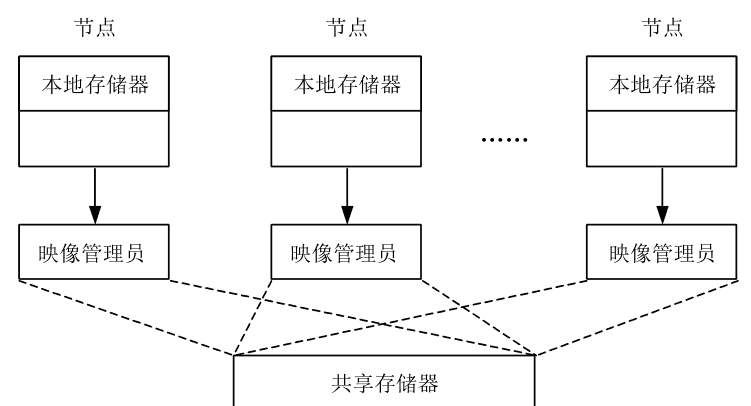 节点 节点 节点
本地存储器 本地存储器 本地存储器
……
映像管理员 映像管理员 映像管理员
共享存储器